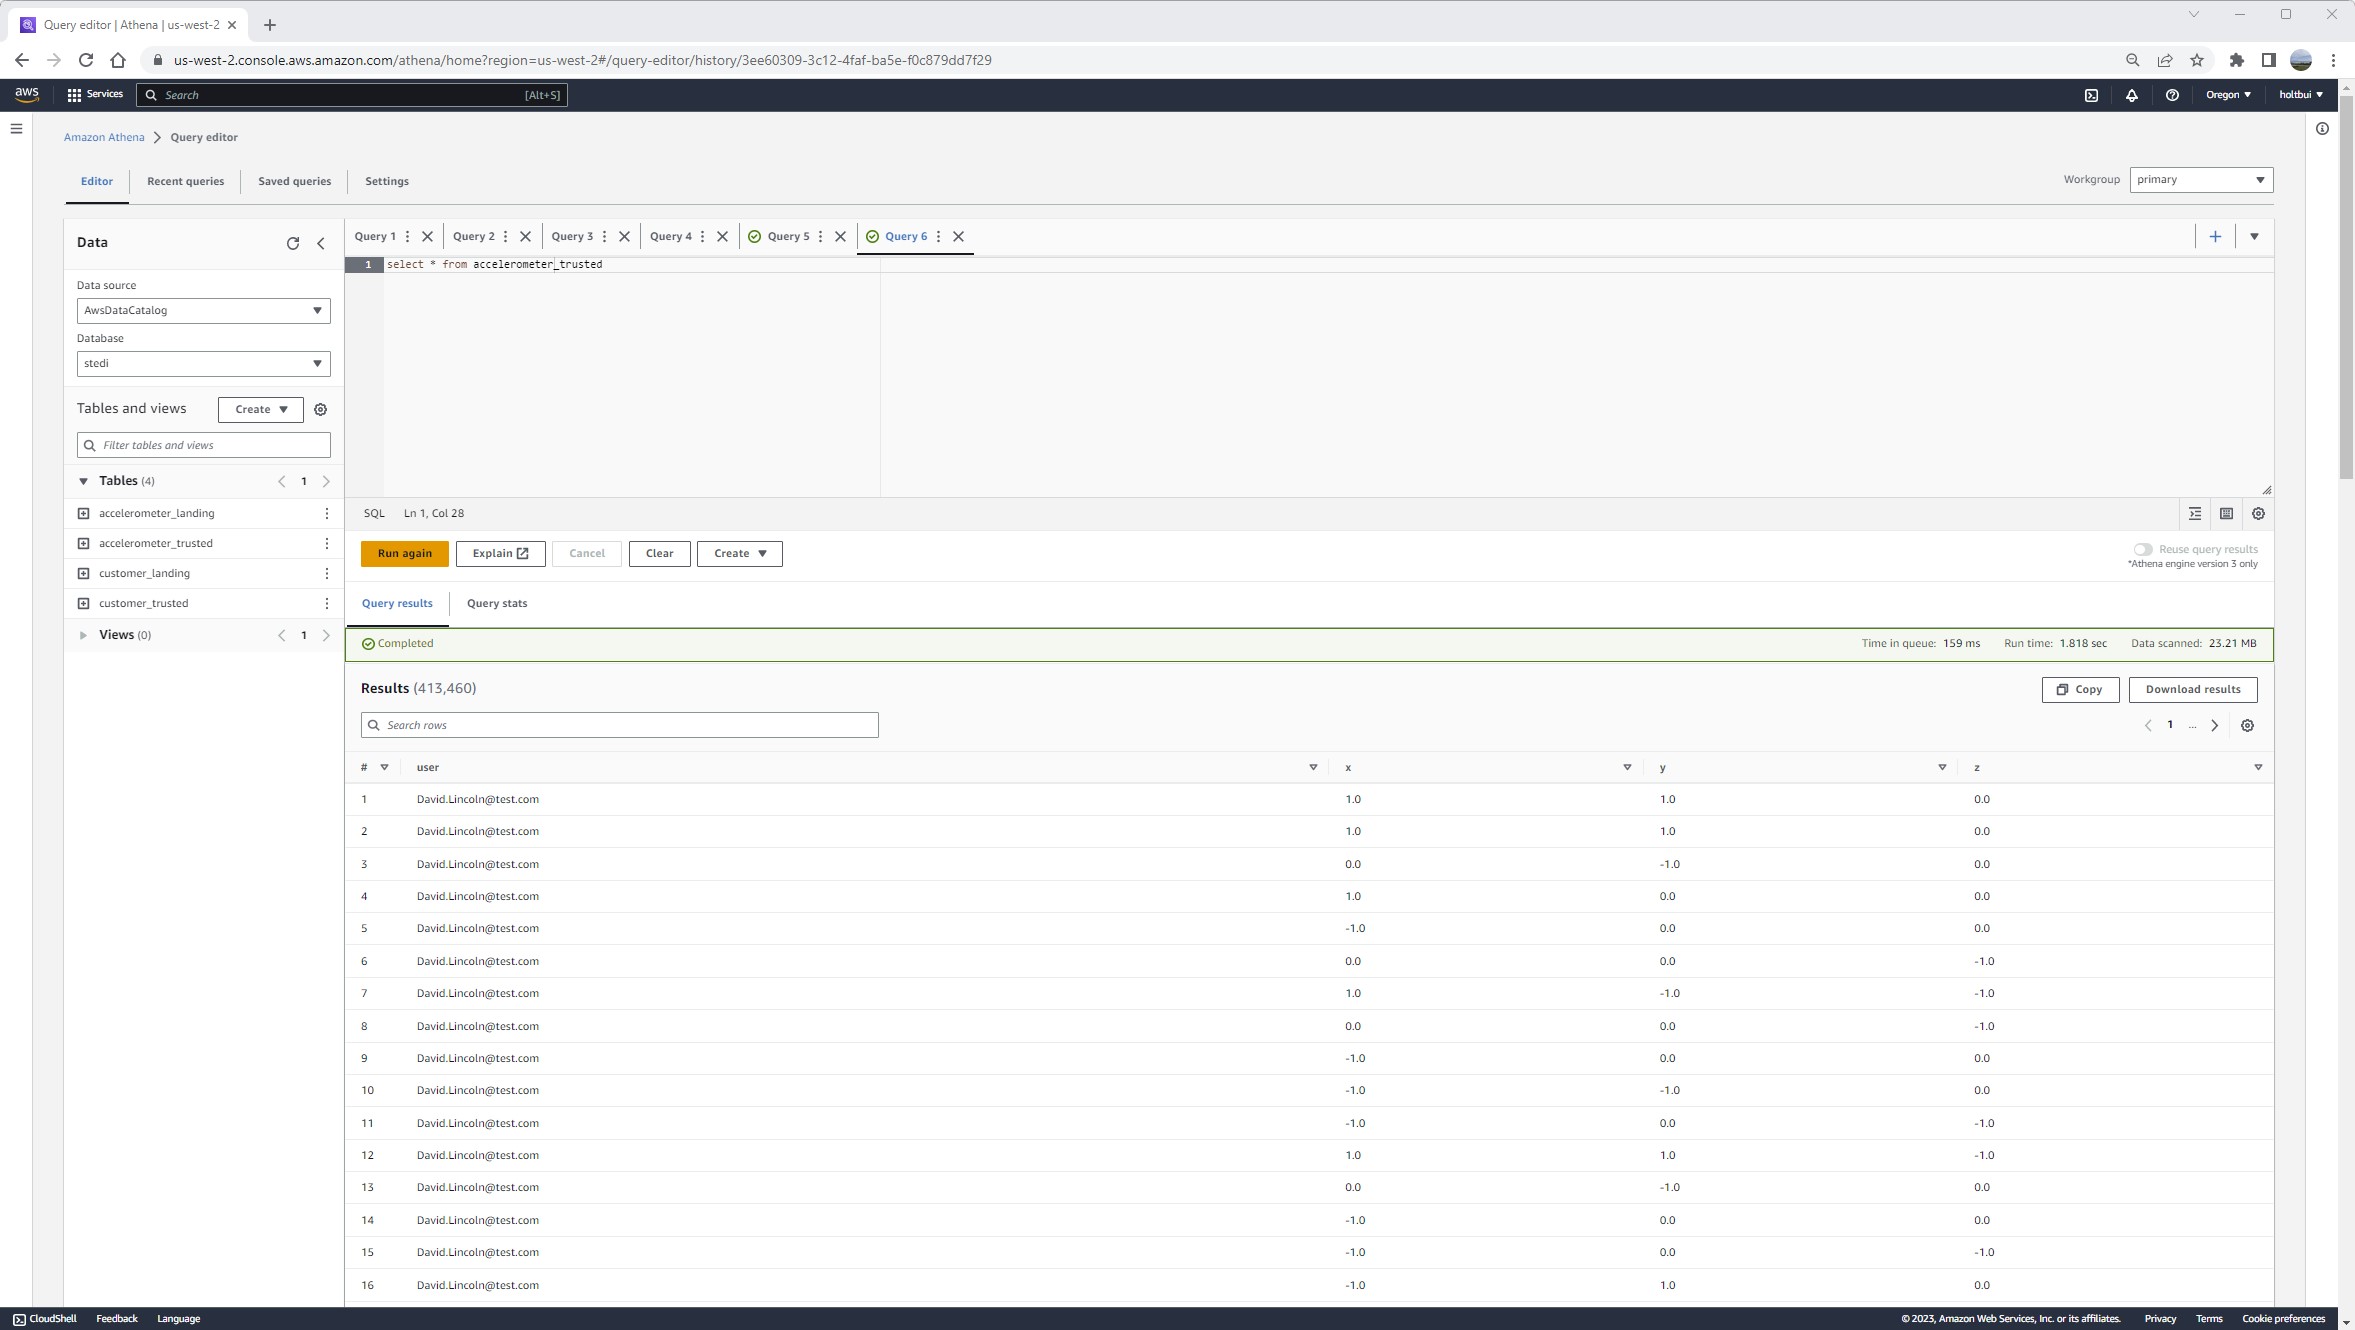 Query editor | Athena | us-west-2
us-west-2.console.aws.amazon.com/athena/home?region=us-west-2#/query-editor/history/3ee60309-3c12-4faf-ba5e-f0c879dd7f29
aws Services Search [Alt+S] Oregon holtbui
Amazon Athena Query editor
Editor Recent queries Saved queries Settings Workgroup primary
Data
Data source
AwsDataCatalog
Database
stedi
Tables and views Create
Filter tables and views
Tables (4) 1
accelerometer_landing
accelerometer_trusted
customer_landing
customer_trusted
Views (0) 1
Query 1 Query 2 Query 3 Query 4 Query 5 Query 6
1 select * from accelerometer_trusted
SQL Ln 1, Col 28
Run again Explain Cancel Clear Create Reuse query results
*Athena engine version 3 only
Query results Query stats
Completed Time in queue: 159 ms Run time: 1.818 sec Data scanned: 23.21 MB
Results (413,460) Copy Download results
Search rows 1 ...
# user x y z
1 David.Lincoln@test.com 1.0 1.0 0.0
2 David.Lincoln@test.com 1.0 1.0 0.0
3 David.Lincoln@test.com 0.0 -1.0 0.0
4 David.Lincoln@test.com 1.0 0.0 0.0
5 David.Lincoln@test.com -1.0 0.0 0.0
6 David.Lincoln@test.com 0.0 0.0 -1.0
7 David.Lincoln@test.com 1.0 -1.0 -1.0
8 David.Lincoln@test.com 0.0 0.0 -1.0
9 David.Lincoln@test.com -1.0 0.0 0.0
10 David.Lincoln@test.com -1.0 -1.0 0.0
11 David.Lincoln@test.com -1.0 0.0 -1.0
12 David.Lincoln@test.com 1.0 1.0 -1.0
13 David.Lincoln@test.com 0.0 -1.0 0.0
14 David.Lincoln@test.com -1.0 0.0 0.0
15 David.Lincoln@test.com -1.0 0.0 -1.0
16 David.Lincoln@test.com -1.0 1.0 0.0
CloudShell Feedback Language © 2023, Amazon Web Services, Inc. or its affiliates. Privacy Terms Cookie preferences